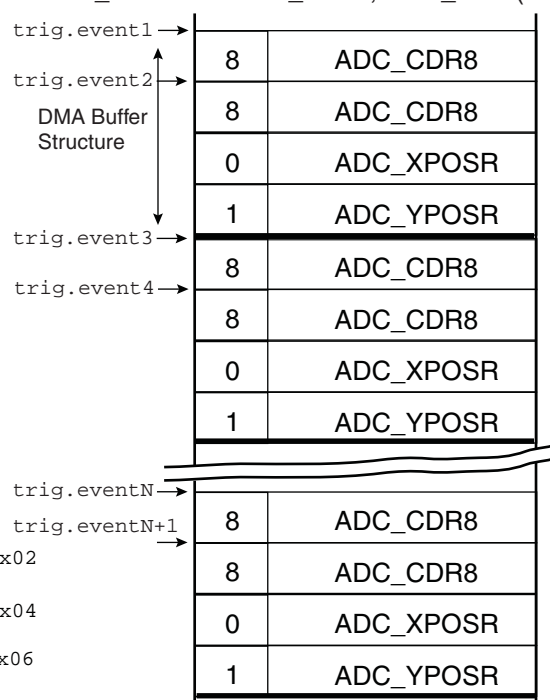 trig.event1
8 ADC_CDR8
trig.event2
DMA Buffer
Structure
8 ADC_CDR8
0 ADC_XPOSR
1 ADC_YPOSR
trig.event3
8 ADC_CDR8
trig.event4
8 ADC_CDR8
0 ADC_XPOSR
1 ADC_YPOSR
trig.eventN
8 ADC_CDR8
trig.eventN+1
x02
8 ADC_CDR8
x04
0 ADC_XPOSR
x06
1 ADC_YPOSR